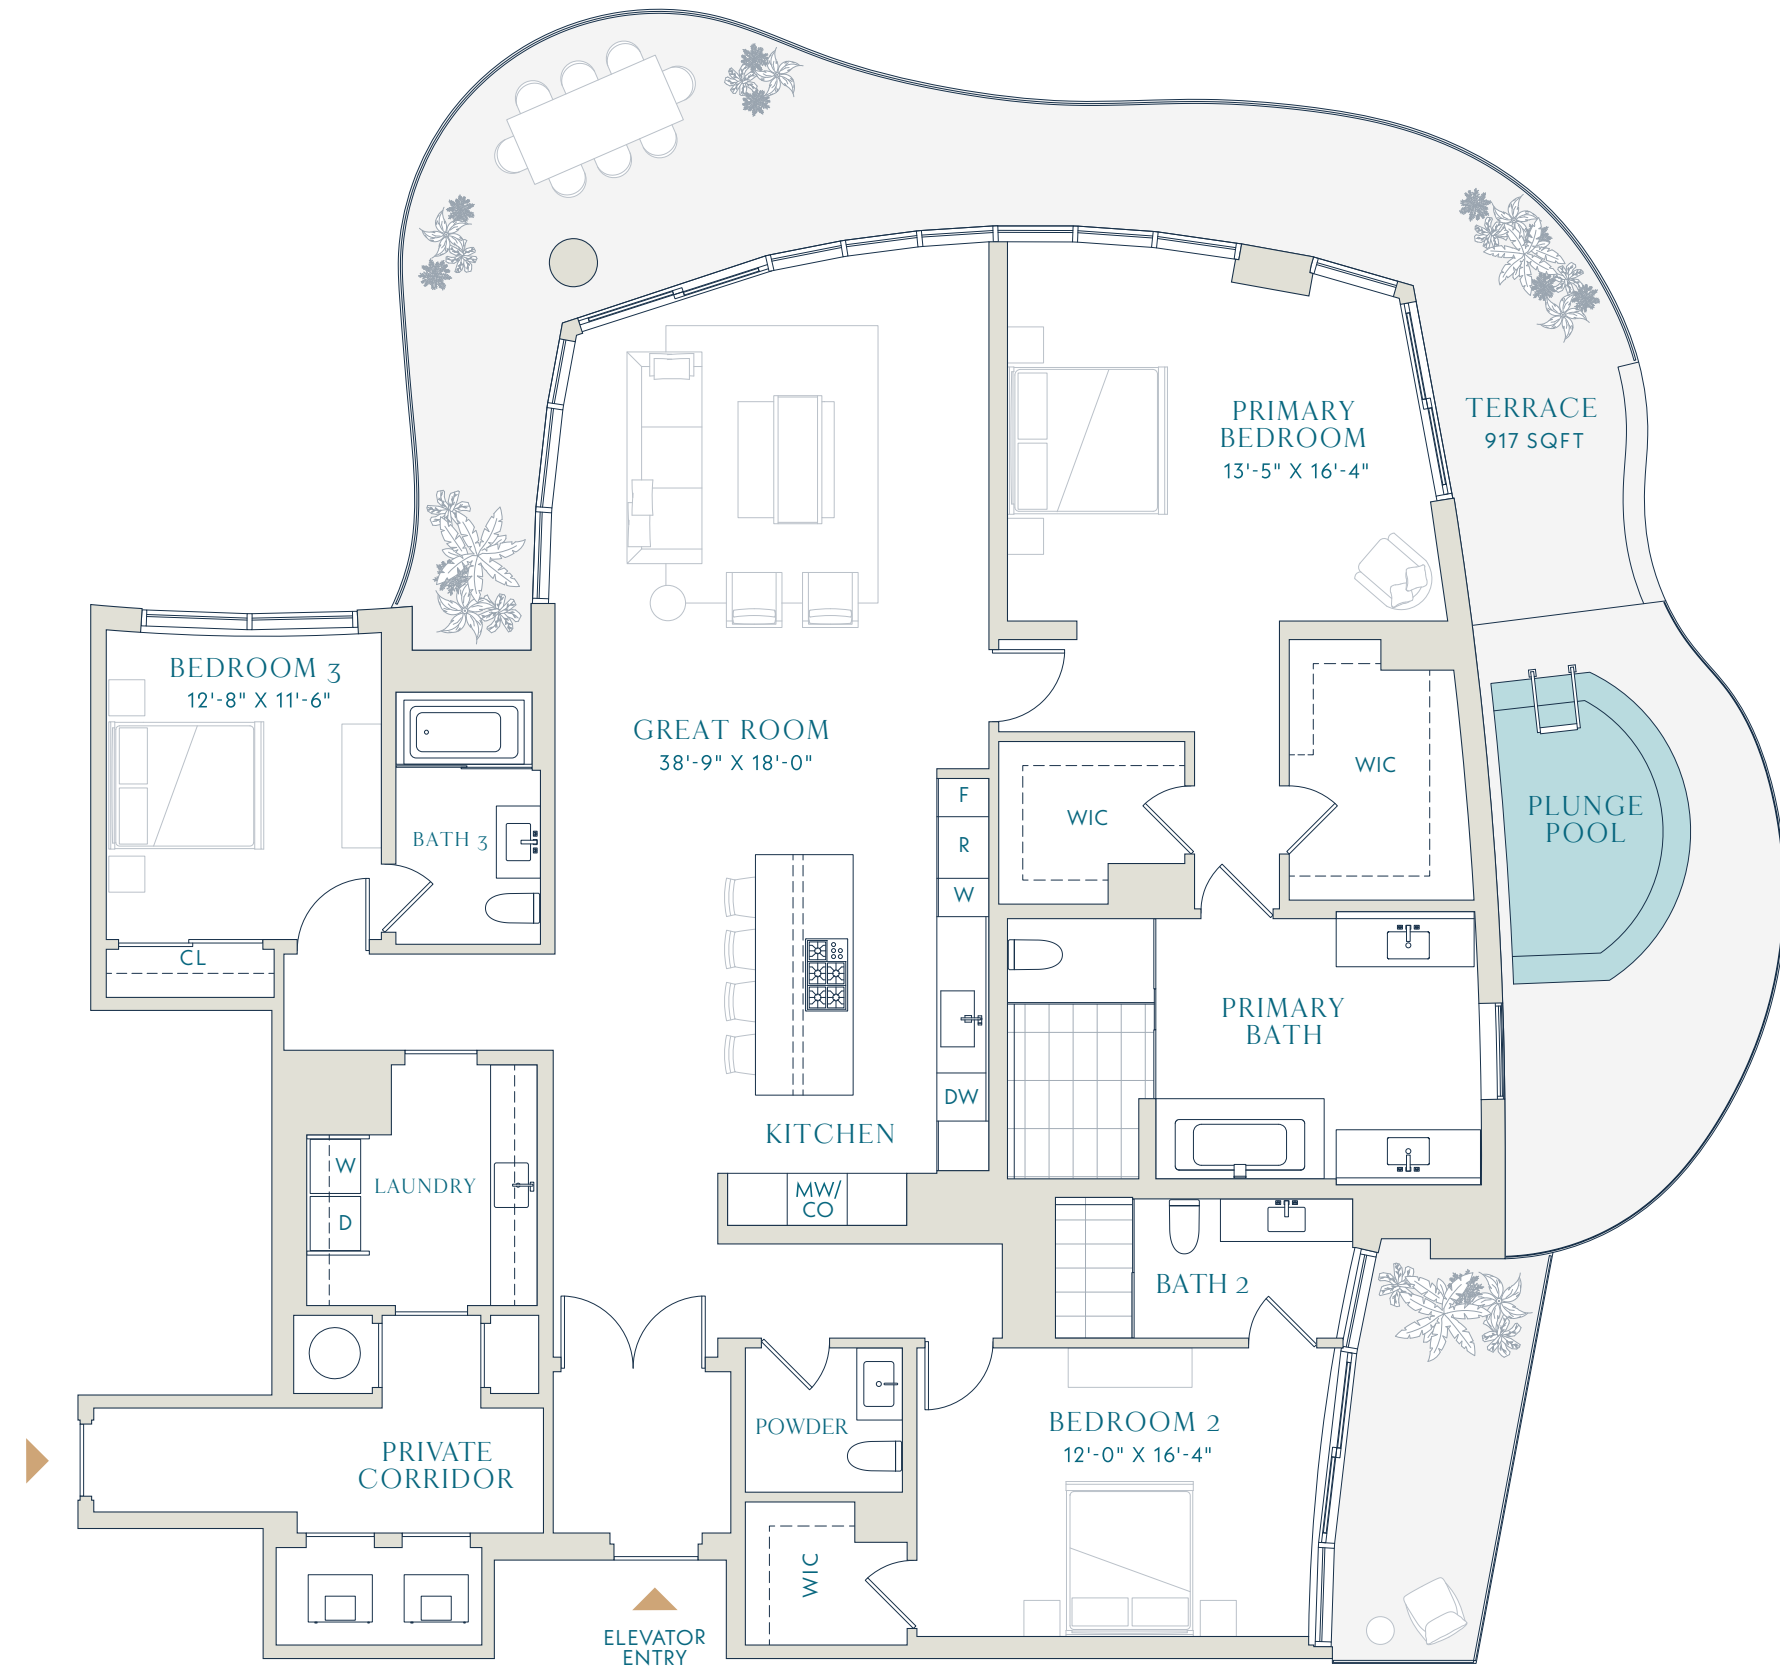 PRIMARY
BEDROOM
13'-5" X 16'-4"
TERRACE
917 SQFT
BEDROOM 3
12'-8" X 11'-6"
GREAT ROOM
38'-9" X 18'-0"
WIC
WIC
PLUNGE
POOL
BATH 3
F
R
W
CL
PRIMARY
BATH
DW
KITCHEN
MW/
CO
W
D
LAUNDRY
BATH 2
POWDER
BEDROOM 2
12'-0" X 16'-4"
PRIVATE
CORRIDOR
WIC
ELEVATOR
ENTRY